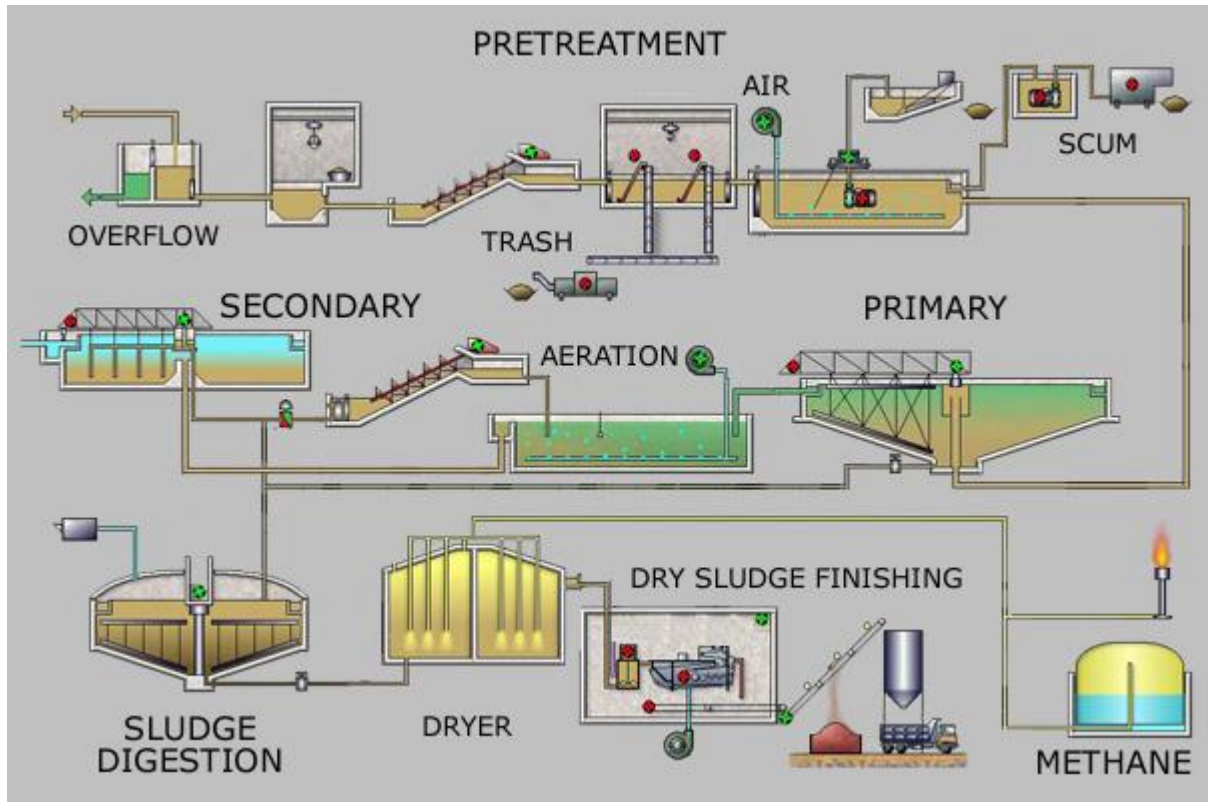 PRETREATMENT
AIR
SCUM
OVERFLOW
TRASH
SECONDARY
PRIMARY
AERATION
DRY SLUDGE FINISHING
SLUDGE
DIGESTION
DRYER
METHANE